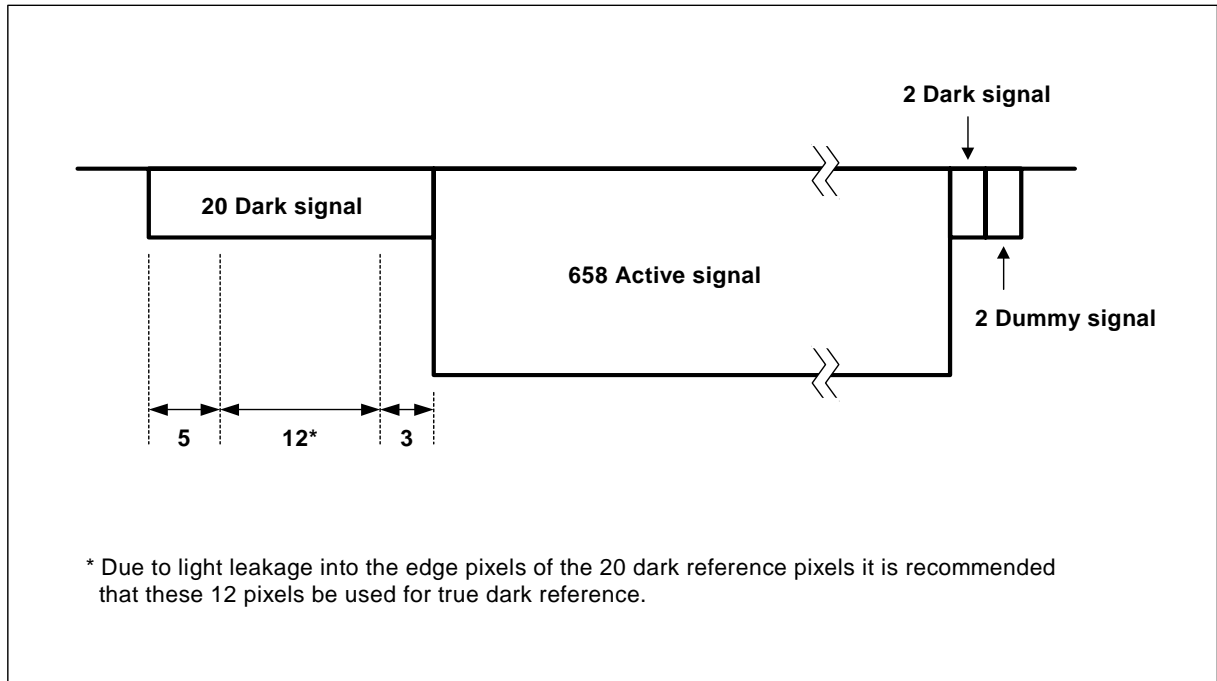 2 Dark signal
20 Dark signal
658 Active signal
2 Dummy signal
5
12*
3
* Due to light leakage into the edge pixels of the 20 dark reference pixels it is recommended
that these 12 pixels be used for true dark reference.